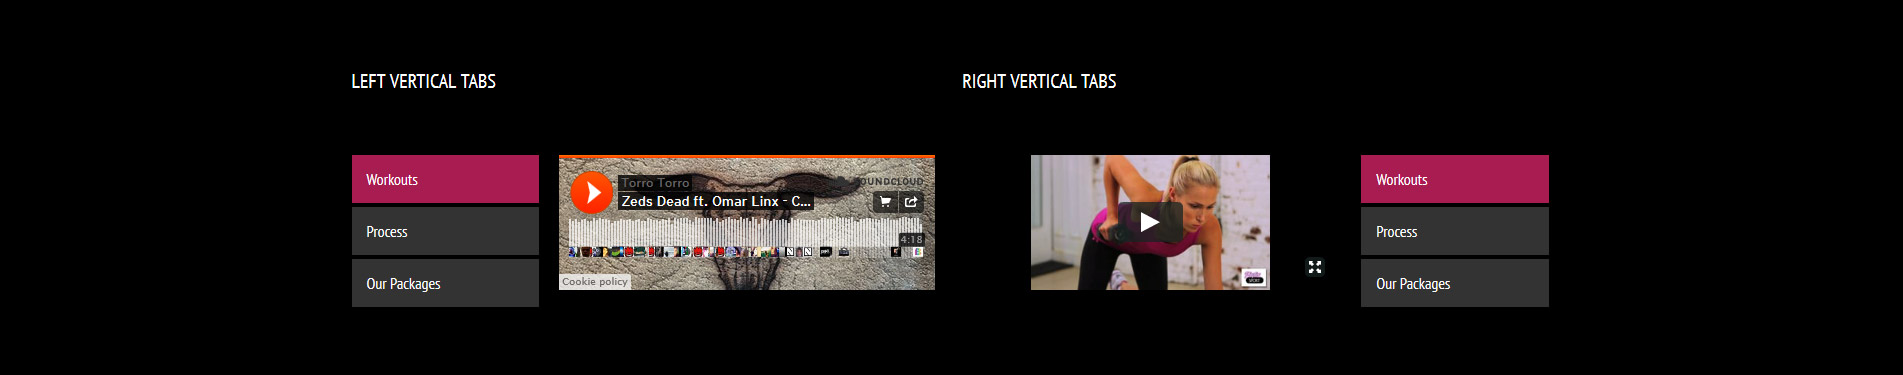 LEFT VERTICAL TABS
RIGHT VERTICAL TABS
Workouts
Process
Our Packages
Torro Torro
SOUNDCLOUD
Zeds Dead ft. Omar Linx - C...
4:18
Cookie policy
Workouts
Process
Our Packages